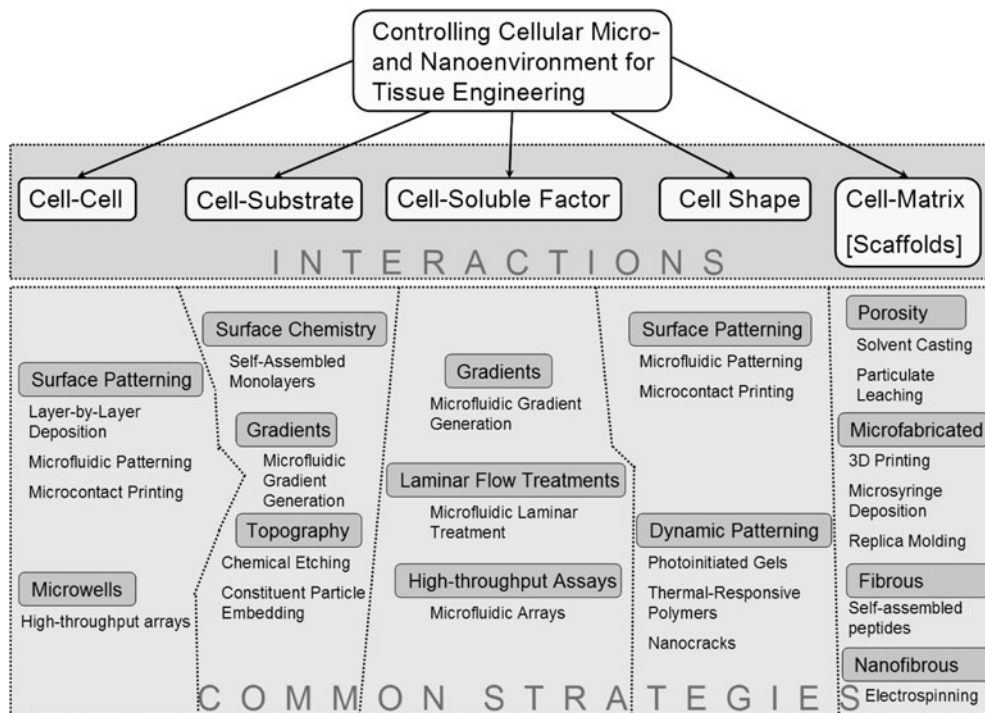 Controlling Cellular Micro-
and Nanoenvironment for
Tissue Engineering
Cell-Cell
Cell-Substrate
Cell-Soluble Factor
Cell Shape
Cell-Matrix
[Scaffolds]
INTERACTIONS
Surface Patterning
Layer-by-Layer
Deposition
Microfluidic Patterning
Microcontact Printing
Microwells
High-throughput arrays
Surface Chemistry
Self-Assembled
Monolayers
Gradients
Microfluidic
Gradient
Generation
Topography
Chemical Etching
Constituent Particle
Embedding
Gradients
Microfluidic Gradient
Generation
Laminar Flow Treatments
Microfluidic Laminar
Treatment
High-throughput Assays
Microfluidic Arrays
Surface Patterning
Microfluidic Patterning
Microcontact Printing
Dynamic Patterning
Photoinitiated Gels
Thermal-Responsive
Polymers
Nanocracks
Porosity
Solvent Casting
Particulate
Leaching
Microfabricated
3D Printing
Microsyringe
Deposition
Replica Molding
Fibrous
Self-assembled
peptides
Nanofibrous
Electrospinning
COMMON STRATEGIES